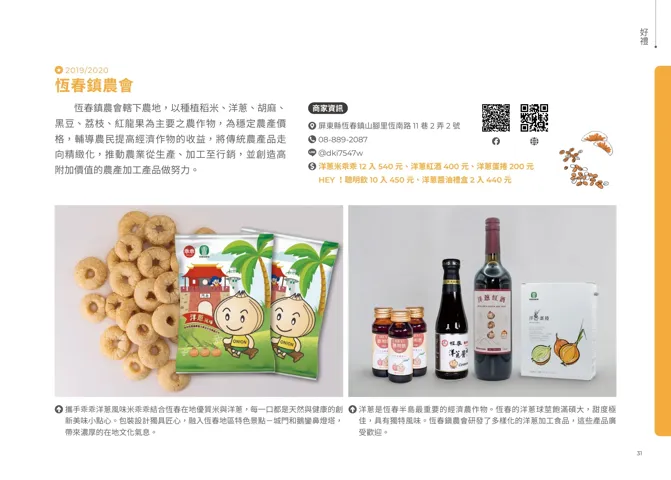 好禮
2019/2020
恆春鎮農會
恆春鎮農會轄下農地，以種植稻米、洋蔥、胡麻、
黑豆、荔枝、紅龍果為主要之農作物，為穩定農產價
格，輔導農民提高經濟作物的收益，將傳統農產品走
向精緻化，推動農業從生產、加工至行銷，並創造高
附加價值的農產加工產品做努力。
商家資訊
屏東縣恆春鎮山腳里恆南路 11 巷 2 弄 2 號
08-889-2087
@dki7547w
洋蔥米乖乖 12 入 540 元、洋蔥紅酒 400 元、洋蔥蛋捲 200 元
HEY ！聰明飲 10 入 450 元，洋蔥醬油禮盒 2 入 440 元
乖乖
洋蔥
ONION
ONION
洋蔥紅酒
攜手乖乖洋蔥風味米乖乖結合恆春在地優質米與洋蔥，每一口都是天然與健康的創
新美味小點心。包裝設計獨具匠心，融入恆春地區特色景點－城門和鵝鑾鼻燈塔，
帶來濃厚的在地文化氣息。
洋蔥是恆春半島最重要的經濟農作物。恆春的洋蔥球莖飽滿碩大，甜度極
佳，具有獨特風味。恆春鎮農會研發了多樣化的洋蔥加工食品，這些產品廣
受歡迎。
31